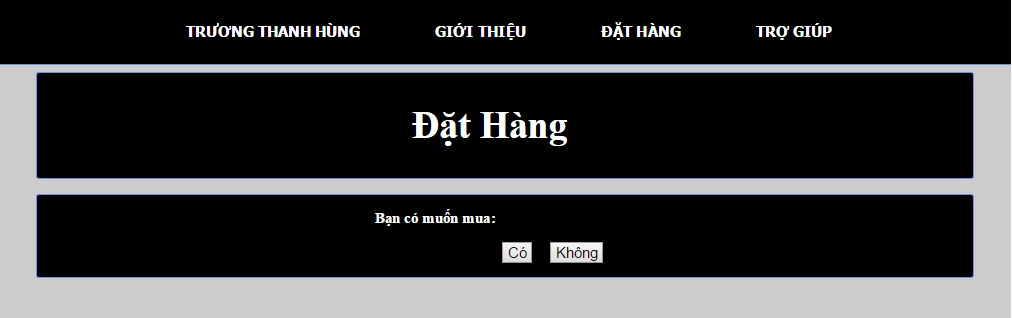 TRƯƠNG THANH HÙNG GIỚI THIỆU ĐẶT HÀNG TRỢ GIÚP
Đặt Hàng
Bạn có muốn mua:
Có Không